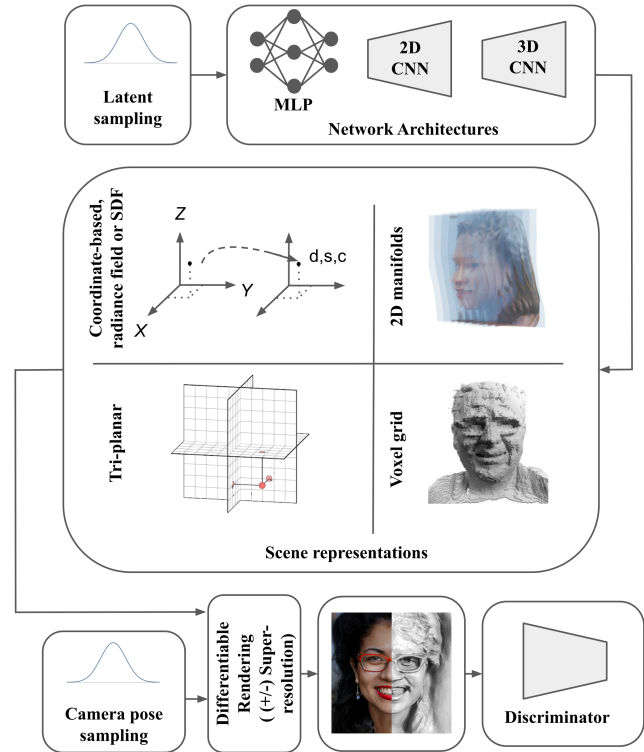 Latent
sampling
MLP
2D
CNN
3D
CNN
Network Architectures
Coordinate-based,
radiance field or SDF
Z
X
Y
d,s,c
2D manifolds
Tri-planar
Voxel grid
Scene representations
Camera pose
sampling
Differentiable
Rendering
( (+/-) Super-
resolution)
Discriminator